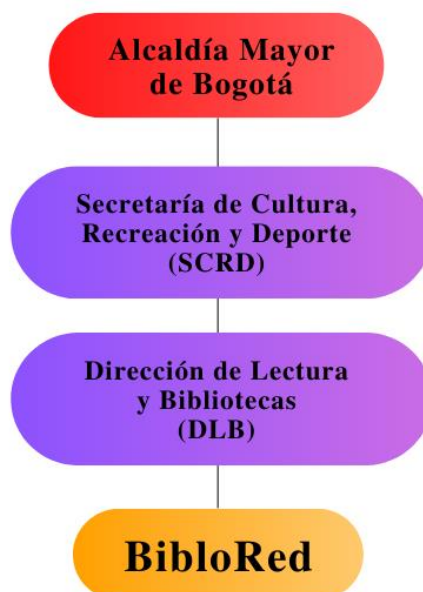 Alcaldía Mayor
de Bogotá
Secretaría de Cultura,
Recreación y Deporte
(SCRD)
Dirección de Lectura
y Bibliotecas
(DLB)
BibloRed